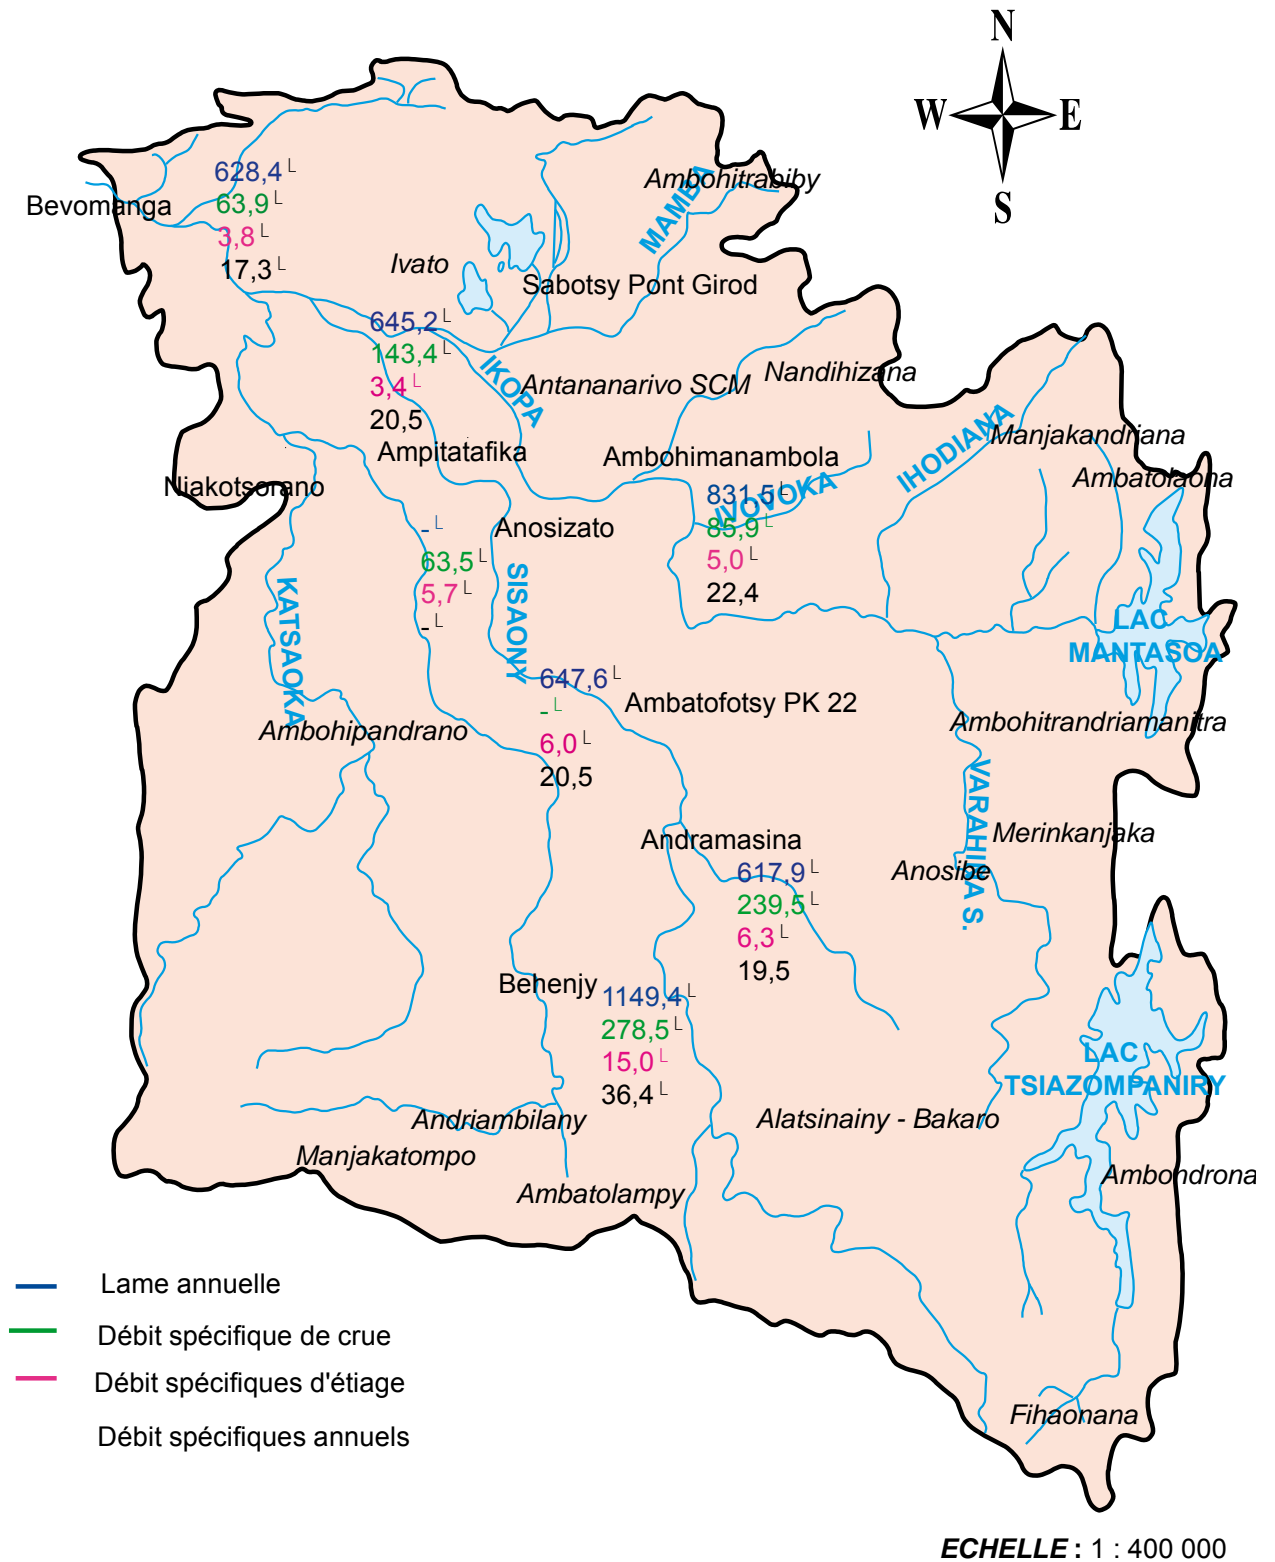 N
W E
S
Ambohitrabiby
628,4 L
Bevomanga
63,9 L
MAMBA
3,8 L
17,3 L
Ivato
Sabotsy Pont Girod
645,2 L
143,4 L
IKOPA
3,4 L
Antananarivo SCM
Nandihizana
20,5
Ampitatafika
Ambohimanambola
IHODIANA
Manjakandriana
Ambatolaona
Niakotsorano
831,5 L
IVOVOKA
85,9 L
5,0 L
22,4
- L
Anosizato
63,5 L
5,7 L
- L
SISAONY
KATSAOKA
LAC
MANTASOA
647,6 L
- L
6,0 L
20,5
Ambatofotsy PK 22
Ambohipandrano
Ambohitrandriamanitra
VARAHINA S.
Merinkanjaka
Andramasina
617,9 L
239,5 L
6,3 L
19,5
Anosibe
Behenjy
1149,4 L
278,5 L
15,0 L
36,4 L
LAC
TSIAZOMPANIRY
Andriambilany
Alatsinainy - Bakaro
Manjakatompo
Ambondrona
Ambatolampy
Lame annuelle
Débit spécifique de crue
Débit spécifiques d'étiage
Débit spécifiques annuels
Fihaonana
ECHELLE : 1 : 400 000